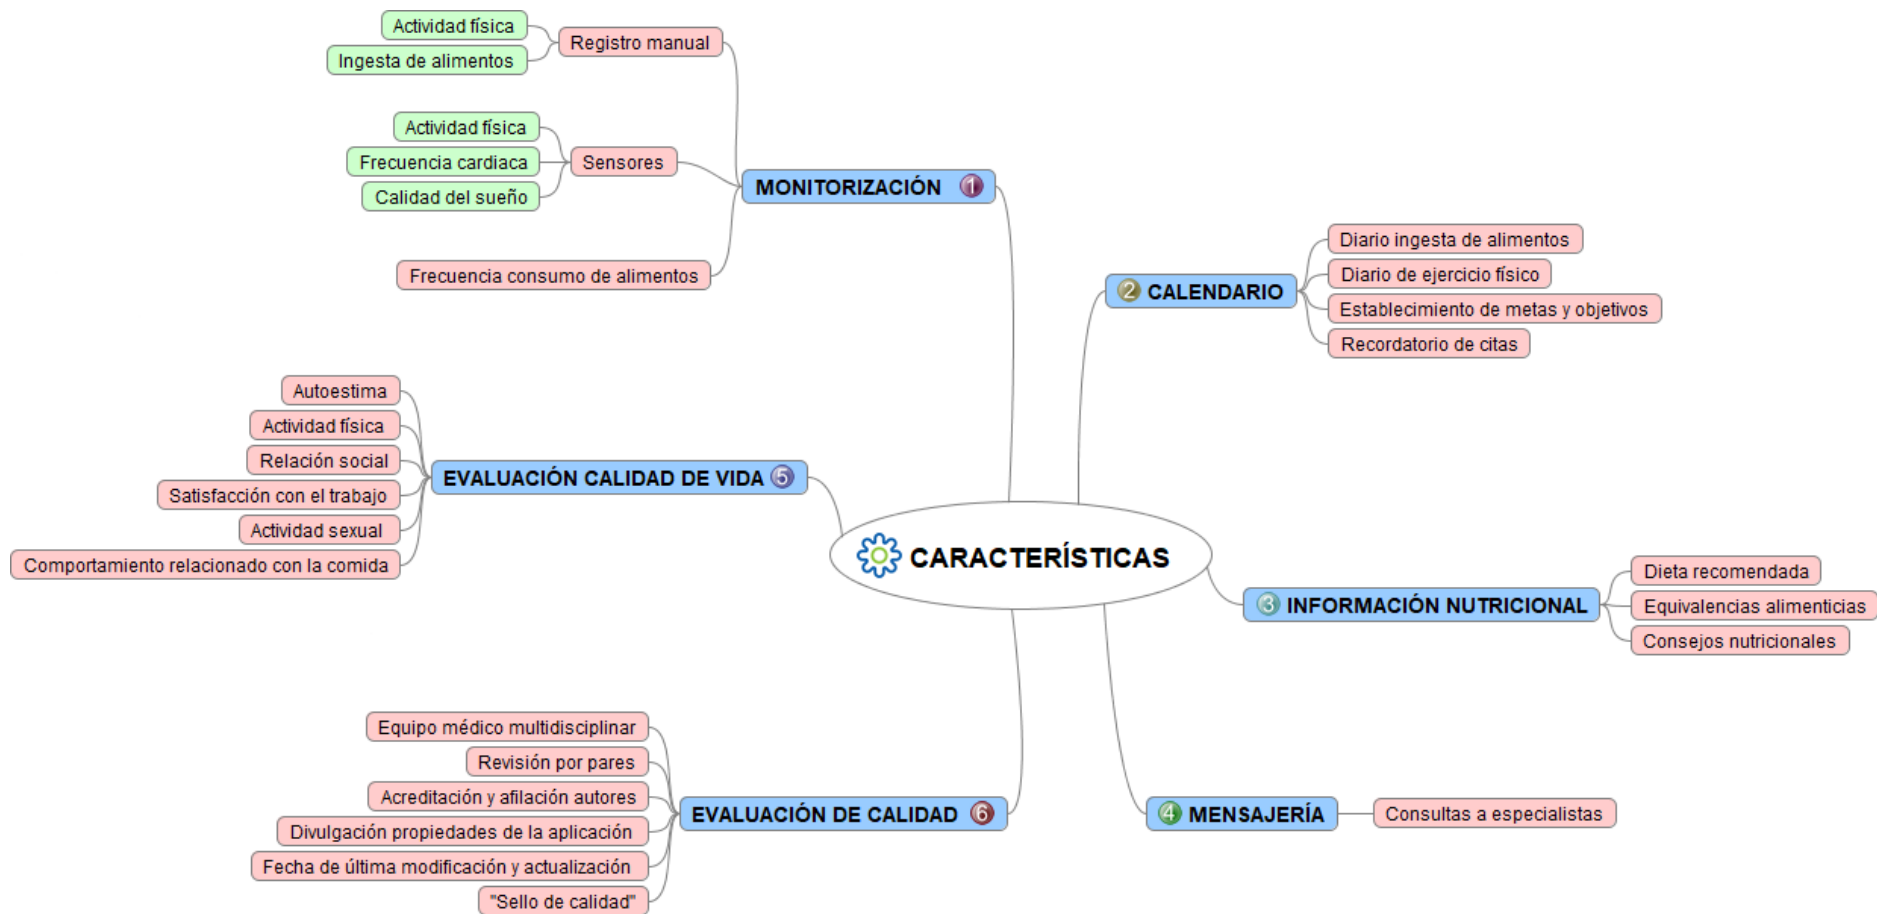 CARACTERÍSTICAS
MONITORIZACIÓN 1
Registro manual
Actividad física
Ingesta de alimentos
Sensores
Actividad física
Frecuencia cardiaca
Calidad del sueño
Frecuencia consumo de alimentos
2 CALENDARIO
Diario ingesta de alimentos
Diario de ejercicio físico
Establecimiento de metas y objetivos
Recordatorio de citas
3 INFORMACIÓN NUTRICIONAL
Dieta recomendada
Equivalencias alimenticias
Consejos nutricionales
4 MENSAJERÍA
Consultas a especialistas
EVALUACIÓN CALIDAD DE VIDA 5
Autoestima
Actividad física
Relación social
Satisfacción con el trabajo
Actividad sexual
Comportamiento relacionado con la comida
EVALUACIÓN DE CALIDAD 6
Equipo médico multidisciplinar
Revisión por pares
Acreditación y afilación autores
Divulgación propiedades de la aplicación
Fecha de última modificación y actualización
"Sello de calidad"